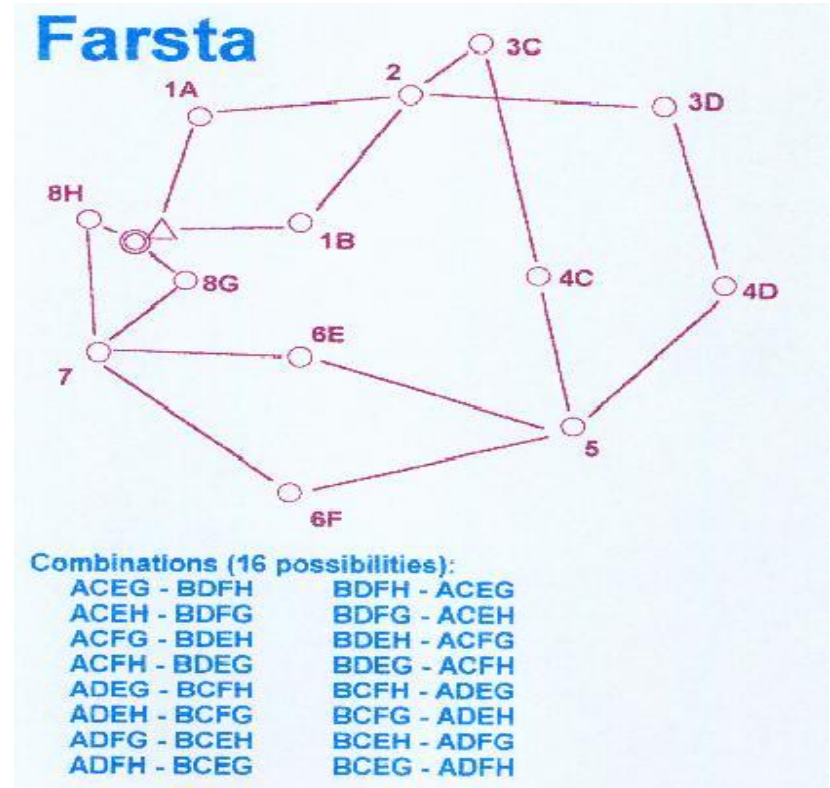 Farsta
3C
2
1A
3D
8H
1B
8G
4C
4D
6E
7
5
6F
Combinations (16 possibilities):
ACEG - BDFH BDFH - ACEG
ACEH - BDFG BDFG - ACEH
ACFG - BDEH BDEH - ACFG
ACFH - BDEG BDEG - ACFH
ADEG - BCFH BCFH - ADEG
ADEH - BCFG BCFG - ADEH
ADFG - BCEH BCEH - ADFG
ADFH - BCEG BCEG - ADFH